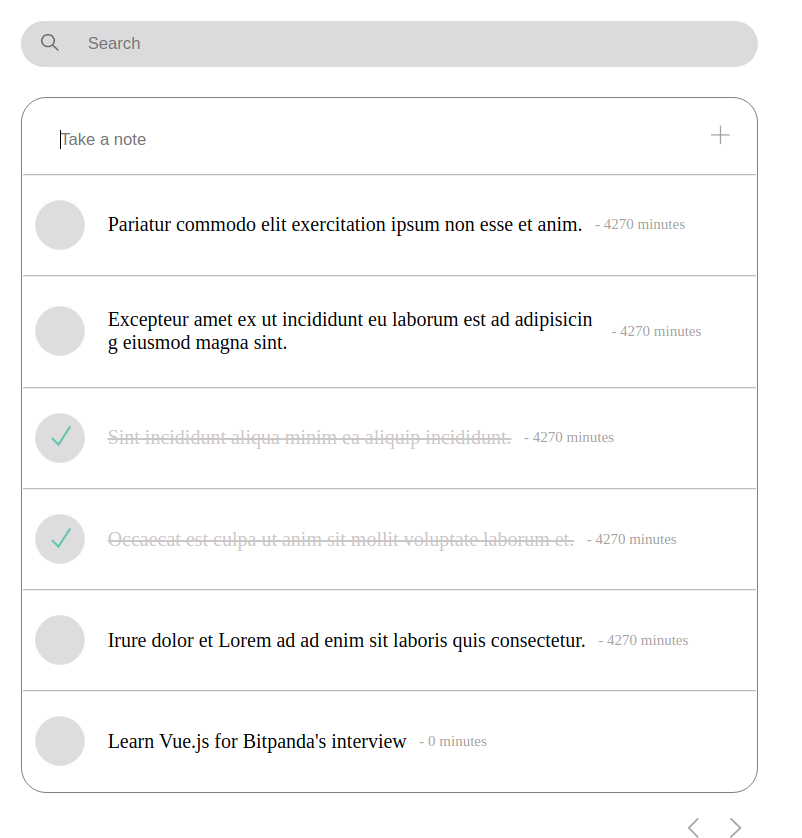 Search
Take a note
Pariatur commodo elit exercitation ipsum non esse et anim. - 4270 minutes
Excepteur amet ex ut incididunt eu laborum est ad adipisicin
g eiusmod magna sint. - 4270 minutes
Sint incididunt aliqua minim ea aliquip incididunt. - 4270 minutes
Occaecat est culpa ut anim sit mollit voluptate laborum et. - 4270 minutes
Irure dolor et Lorem ad ad enim sit laboris quis consectetur. - 4270 minutes
Learn Vue.js for Bitpanda's interview - 0 minutes